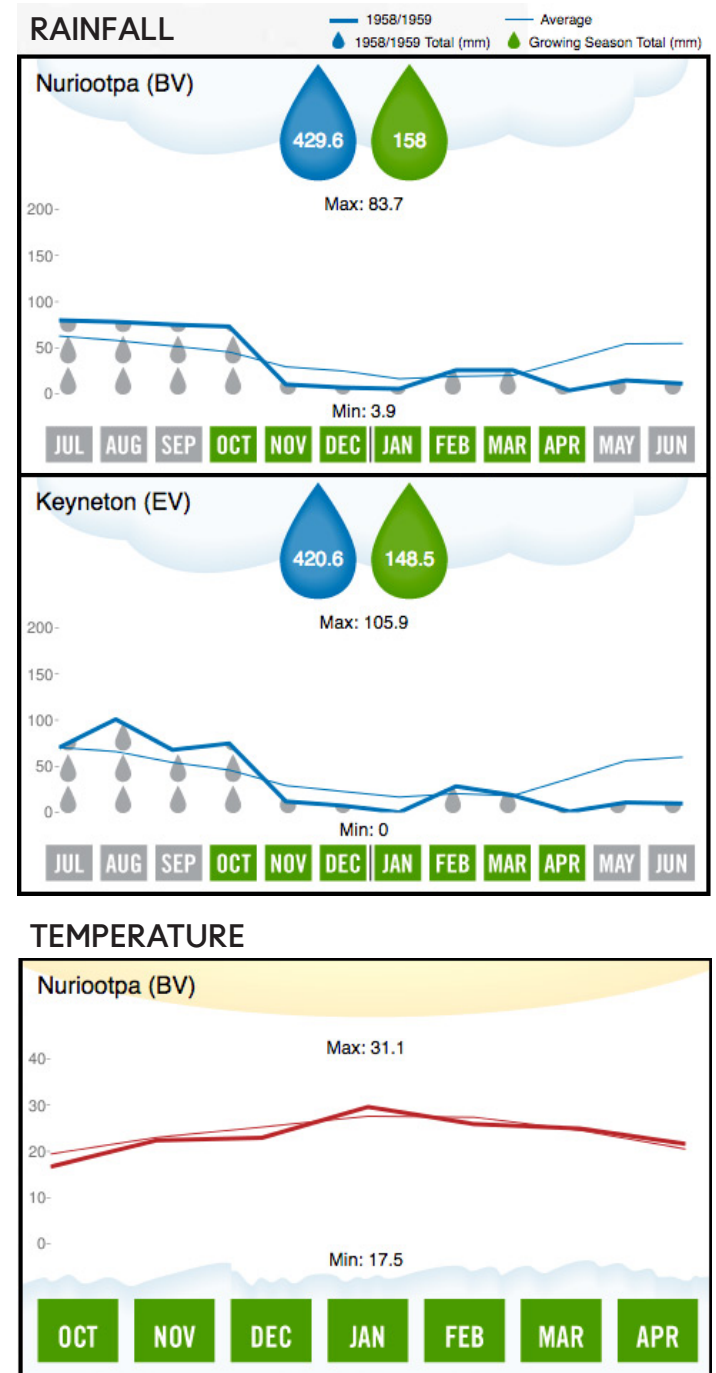 RAINFALL
1958/1959 Average
1958/1959 Total (mm) Growing Season Total (mm)
Nuriootpa (BV)
429.6 158
Max: 83.7
200-
150-
100-
50-
0-
Min: 3.9
JUL AUG SEP OCT NOV DEC JAN FEB MAR APR MAY JUN
Keyneton (EV)
420.6 148.5
Max: 105.9
200-
150-
100-
50-
0-
Min: 0
JUL AUG SEP OCT NOV DEC JAN FEB MAR APR MAY JUN
TEMPERATURE
Nuriootpa (BV)
Max: 31.1
40-
30-
20-
10-
0-
Min: 17.5
OCT NOV DEC JAN FEB MAR APR